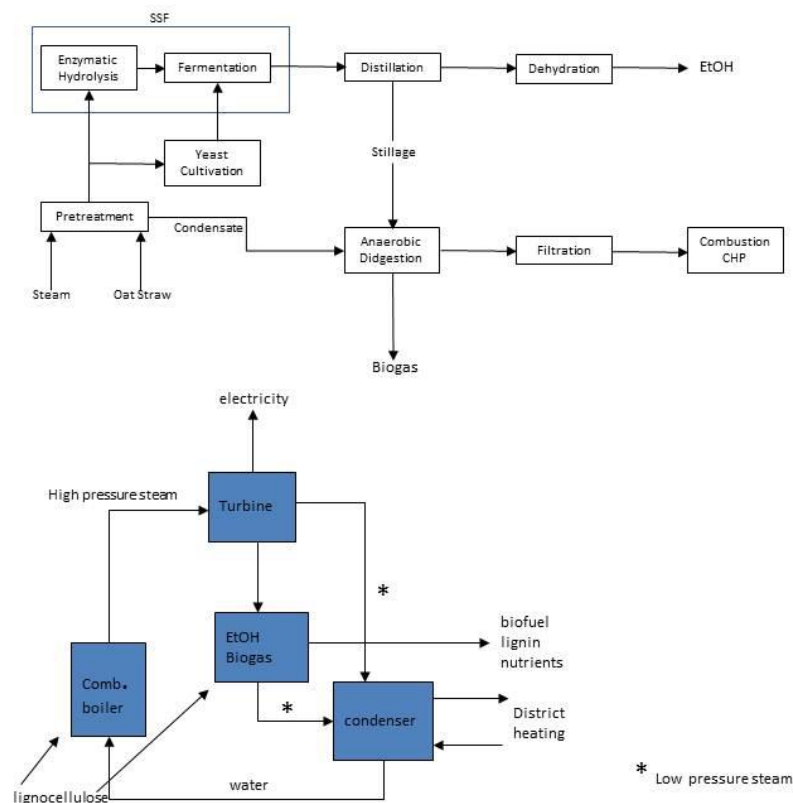 SSF
Enzymatic
Hydrolysis
Fermentation
Distillation
Dehydration
EtOH
Yeast
Cultivation
Stillage
Pretreatment
Condensate
Anaerobic
Didgestion
Filtration
Combustion
CHP
Steam
Oat Straw
Biogas
electricity
High pressure steam
Turbine
*
EtOH
Biogas
biofuel
lignin
nutrients
Comb.
boiler
*
condenser
District
heating
lignocellulose
water
* Low pressure steam